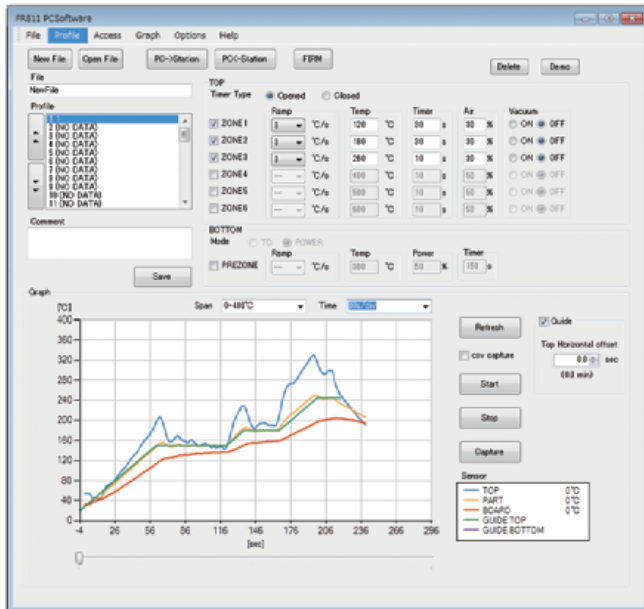 FR811 PCSoftware
File Profile Access Graph Options Help
New File Open File PC->Station PC<-Station FIRM
Delete Demo
File
NewFile
Profile
1 1
2 (NO DATA)
3 (NO DATA)
4 (NO DATA)
5 (NO DATA)
6 (NO DATA)
7 (NO DATA)
8 (NO DATA)
9 (NO DATA)
10 (NO DATA)
11 (NO DATA)
Comment
Save
TOP
Timer Type Opened Closed
Ramp Temp Timer Air Vacuum
ZONE1 3 ℃/s 120 ℃ 30 s 30 % ON OFF
ZONE2 3 ℃/s 180 ℃ 30 s 30 % ON OFF
ZONE3 3 ℃/s 260 ℃ 10 s 30 % ON OFF
ZONE4 --- ℃/s 400 ℃ 10 s 50 % ON OFF
ZONE5 --- ℃/s 500 ℃ 10 s 50 % ON OFF
ZONE6 --- ℃/s 600 ℃ 10 s 50 % ON OFF
BOTTOM
Mode TC POWER
Ramp Temp Power Timer
PREZONE --- ℃/s 300 ℃ 50 % 150 s
Graph
[℃] Span 0-400℃ Time
400
360
320
280
240
200
160
120
80
40
0
-4 26 56 86 116 146 176 206 236 266 296
[sec]
Refresh
csv capture
Start
Stop
Capture
Guide
Top Horizontal offset
0.0 sec
(0.0 min)
Sensor
TOP 0℃
PART 0℃
BOARD 0℃
GUIDE TOP
GUIDE BOTTOM